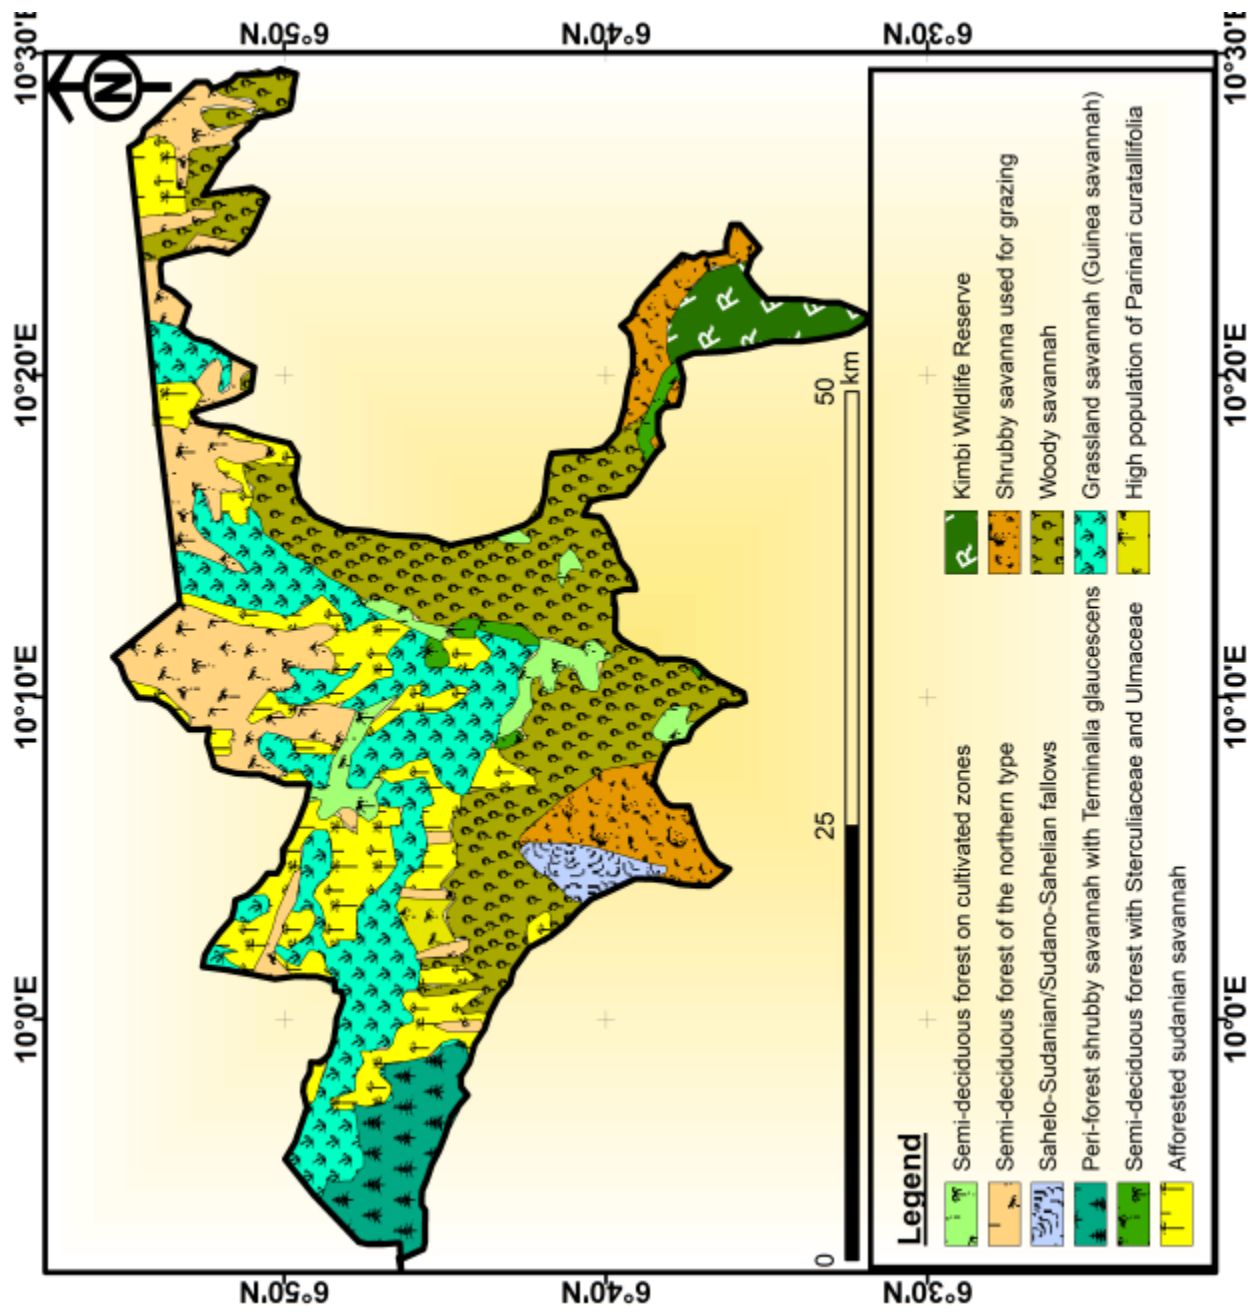 10°0'E
10°10'E
10°20'E
10°30'E
6°50'N
6°50'N
6°40'N
6°40'N
6°30'N
6°30'N
10°0'E
10°10'E
10°20'E
10°30'E
N
R
R
R
0
25
50
km
Legend
Semi-deciduous forest on cultivated zones
Semi-deciduous forest of the northern type
Sahelo-Sudanian/Sudano-Sahelian fallows
Peri-forest shrubby savannah with Terminalia glaucescens
Semi-deciduous forest with Sterculiaceae and Ulmaceae
Afforested sudanian savannah
R
Kimbi Wildlife Reserve
Shrubby savanna used for grazing
Woody savannah
Grassland savannah (Guinea savannah)
High population of Parinari curatallifolia